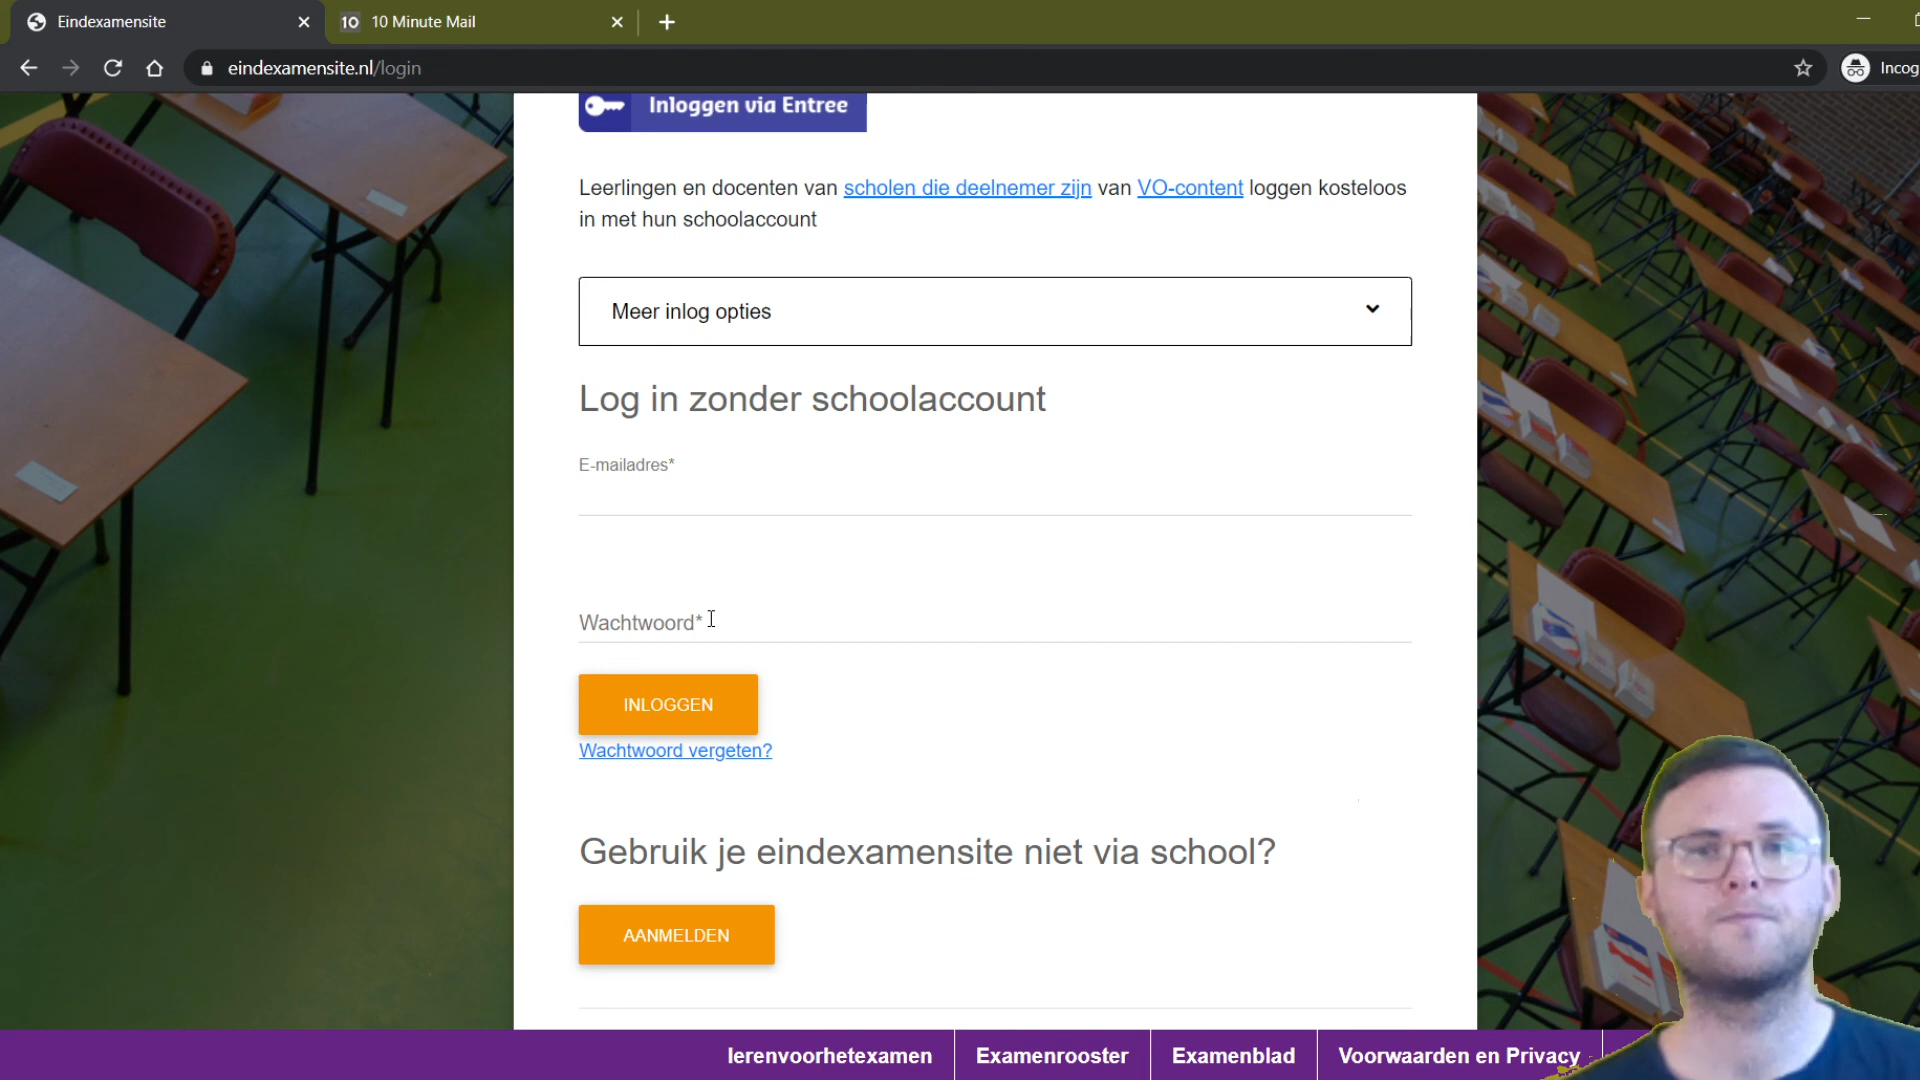 Eindexamensite
10 10 Minute Mail
eindexamensite.nl/login
Incog
Inloggen via Entree
Leerlingen en docenten van scholen die deelnemer zijn van VO-content loggen kosteloos
in met hun schoolaccount
Meer inlog opties
Log in zonder schoolaccount
E-mailadres*
Wachtwoord*
INLOGGEN
Wachtwoord vergeten?
Gebruik je eindexamensite niet via school?
AANMELDEN
lerenvoorhetexamen
Examenrooster
Examenblad
Voorwaarden en Privacy